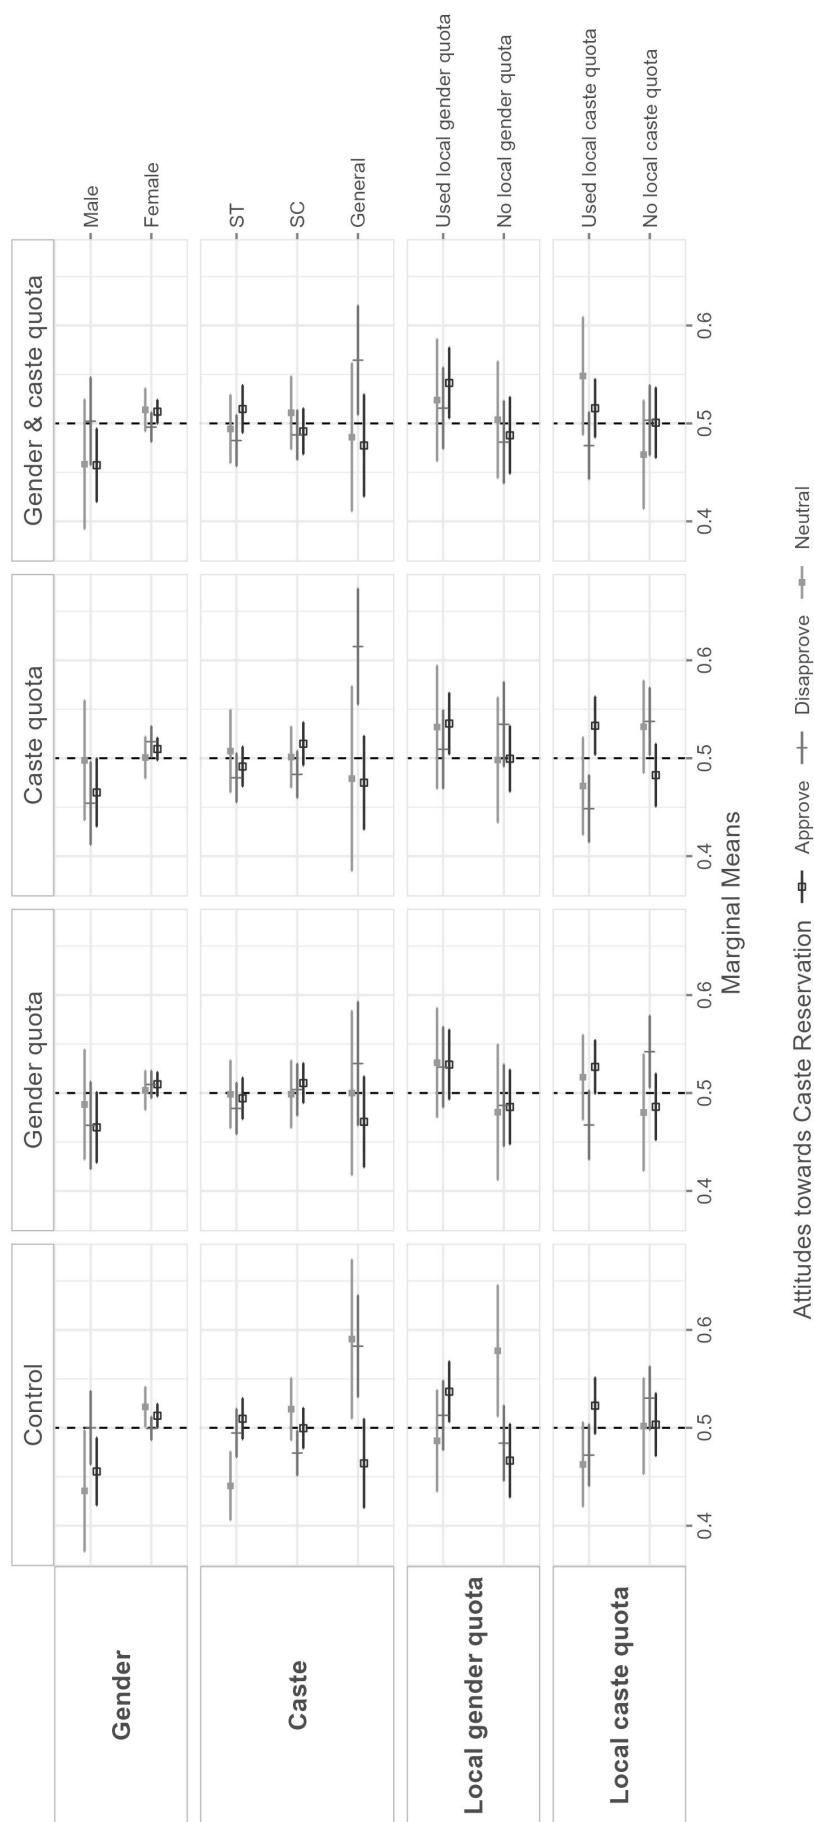 Control
Gender quota
Caste quota
Gender & caste quota
Gender
Male
Female
Caste
ST
SC
General
Local gender quota
Used local gender quota
No local gender quota
Local caste quota
Used local caste quota
No local caste quota
0.4 0.5 0.6 0.4 0.5 0.6 0.4 0.5 0.6 0.4 0.5 0.6
Marginal Means
Attitudes towards Caste Reservation Approve Disapprove Neutral